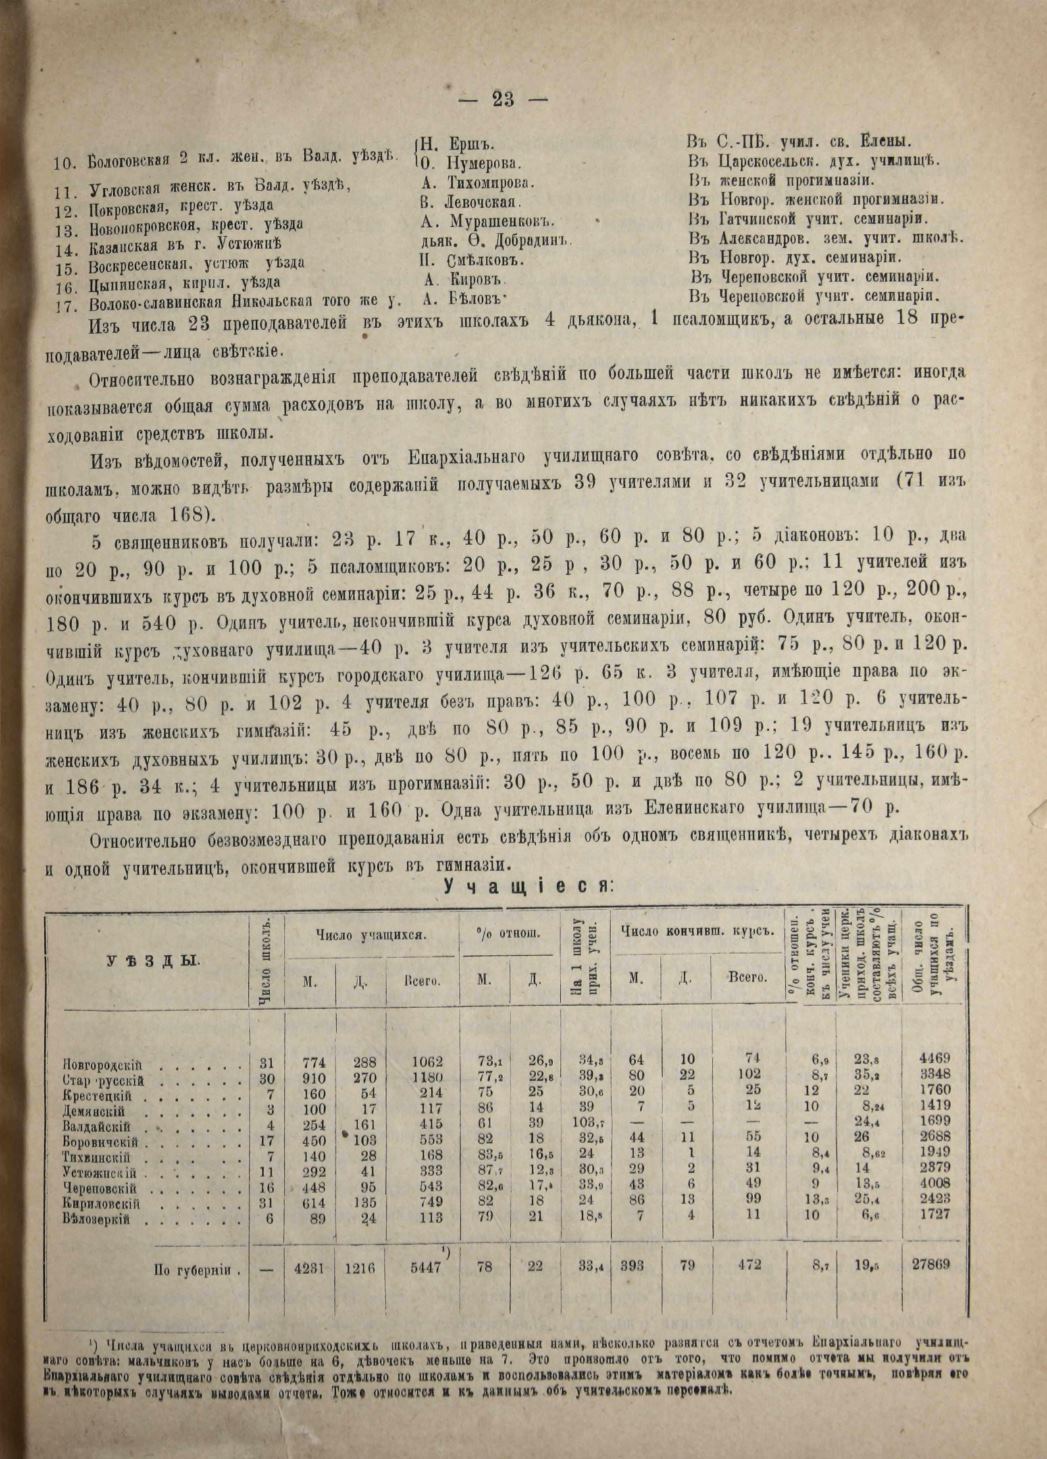 — 23 —
10. Бологовская 2 кл. жен. въ Валд. уѣздѣ. {Н. Ершъ. Въ С.-ПБ. учил. св. Елены.
{О. Нумерова. Въ Царскосельск. дух. училищѣ.
11. Угловская женск. въ Валд. уѣздѣ, А. Тихомирова. Въ женской прогимназіи.
12. Покровская, крест. уѣзда В. Левочская. Въ Новгор. женской прогимназіи.
13. Новопокровскоя, крест. уѣзда А. Мурашенковъ. Въ Гатчинской учит. семинаріи.
14. Казанская въ г. Устюжнѣ дьяк. Ѳ. Добрадинъ. Въ Александров. зем. учит. школѣ.
15. Воскресенская, устюж уѣзда П. Смѣлковъ. Въ Новгор. дух. семинаріи.
16. Цыпинская, кирил. уѣзда А. Кировъ. Въ Череповской учит. семинаріи.
17. Волоко-славинская Никольская того же у. А. Бѣловъ. Въ Череповской учит. семинаріи.
Изъ числа 23 преподавателей въ этихъ школахъ 4 дьякона, 1 псаломщикъ, а остальные 18 пре-
подавателей—лица свѣтскіе.
Относительно вознагражденія преподавателей свѣдѣній по большей части школъ не имѣется: иногда
показывается общая сумма расходовъ на школу, а во многихъ случаяхъ нѣтъ никакихъ свѣдѣній о рас-
ходованіи средствъ школы.
Изъ вѣдомостей, полученныхъ отъ Епархіальнаго училищнаго совѣта, со свѣдѣніями отдѣльно по
школамъ, можно видѣть размѣры содержаній получаемыхъ 39 учителями и 32 учительницами (71 изъ
общаго числа 168).
5 священниковъ получали: 23 р. 17 к., 40 р., 50 р., 60 р. и 80 р.; 5 діаконовъ: 10 р., два
по 20 р., 90 р. и 100 р.; 5 псаломщиковъ: 20 р., 25 р , 30 р., 50 р. и 60 р.; 11 учителей изъ
окончившихъ курсъ въ духовной семинаріи: 25 р., 44 р. 36 к., 70 р., 88 р., четыре по 120 р., 200 р.,
180 р. и 540 р. Одинъ учитель, некончившій курса духовной семинаріи, 80 руб. Одинъ учитель, окон-
чившій курсъ духовнаго училища—40 р. 3 учителя изъ учительскихъ семинарій: 75 р., 80 р. и 120 р.
Одинъ учитель, кончившій курсъ городскаго училища—126 р. 65 к. 3 учителя, имѣющіе права по эк-
замену: 40 р., 80 р. и 102 р. 4 учителя безъ правъ: 40 р., 100 р., 107 р. и 120 р. 6 учитель-
ницъ изъ женскихъ гимназій: 45 р., двѣ по 80 р., 85 р., 90 р. и 109 р.; 19 учительницъ изъ
женскихъ духовныхъ училищъ: 30 р., двѣ по 80 р., пять по 100 р., восемь по 120 р.. 145 р., 160 р.
и 186 р. 34 к.; 4 учительницы изъ прогимназій: 30 р., 50 р. и двѣ по 80 р.; 2 учительницы, имѣ-
ющія права по экзамену: 100 р. и 160 р. Одна учительница изъ Еленинскаго училища—70 р.
Относительно безвозмезднаго преподаванія есть свѣдѣнія объ одномъ священникѣ, четырехъ діаконахъ
и одной учительницѣ, окончившей курсъ въ гимназіи.
Учащіеся:
УѢЗДЫ. Число школъ. Число учащихся. % отнош. На 1 школу прих. учен. Число кончивш. курсъ. % отношен. конч. курсъ къ числу учен Ученики церк. приход. школъ составляютъ % всѣхъ учащ. Общ. число учащихся по уѣздамъ.
М. Д. Всего. М. Д. М. Д. Всего.
Новгородскій . . . . . . 31 774 288 1062 73,1 26,9 34,3 64 10 74 6,9 23,8 4469
Стар русскій . . . . . . 30 910 270 1180 77,2 22,8 39,3 80 22 102 8,7 35,2 3348
Крестецкій . . . . . . . 7 160 54 214 75 25 30,6 20 5 25 12 22 1760
Демянскій . . . . . . . 3 100 17 117 86 14 39 7 5 12 10 8,24 1419
Валдайскій . . . . . . . 4 254 161 415 61 39 103,7 — — — — 24,4 1699
Боровичскій . . . . . . . 17 450 103 553 82 18 32,5 44 11 55 10 26 2688
Тихвинскій . . . . . . 7 140 28 168 83,5 16,5 24 13 1 14 8,4 8,62 1949
Устюжнскій . . . . . . . 11 292 41 333 87,7 12,3 30,3 29 2 31 9,4 14 2379
Череповскій . . . . . . . 16 448 95 543 82,6 17,4 33,9 43 6 49 9 13,5 4008
Кириловскій . . . . . . 31 614 135 749 82 18 24 86 13 99 13,3 25,4 2423
Бѣлозеркій . . . . . . . 6 89 24 113 79 21 18,8 7 4 11 10 6,6 1727
По губерніи . — 4231 1216 5447 ¹) 78 22 33,4 393 79 472 8,7 19,5 27869
¹) Числа учащихся въ церковноприходскихъ школахъ, приведенныя нами, нѣсколько разнятся съ отчетомъ Епархіальнаго училищ-
наго совѣта: мальчиковъ у насъ больше на 6, дѣвочекъ меньше на 7. Это произошло отъ того, что помимо отчета мы получили отъ
Епархіальнаго училищнаго совѣта свѣдѣнія отдѣльно по школамъ и воспользовались этимъ матеріаломъ какъ болѣе точнымъ, повѣряя его
въ нѣкоторыхъ случаяхъ выводами отчета. Тоже относится и къ даннымъ объ учительскомъ персоналѣ.